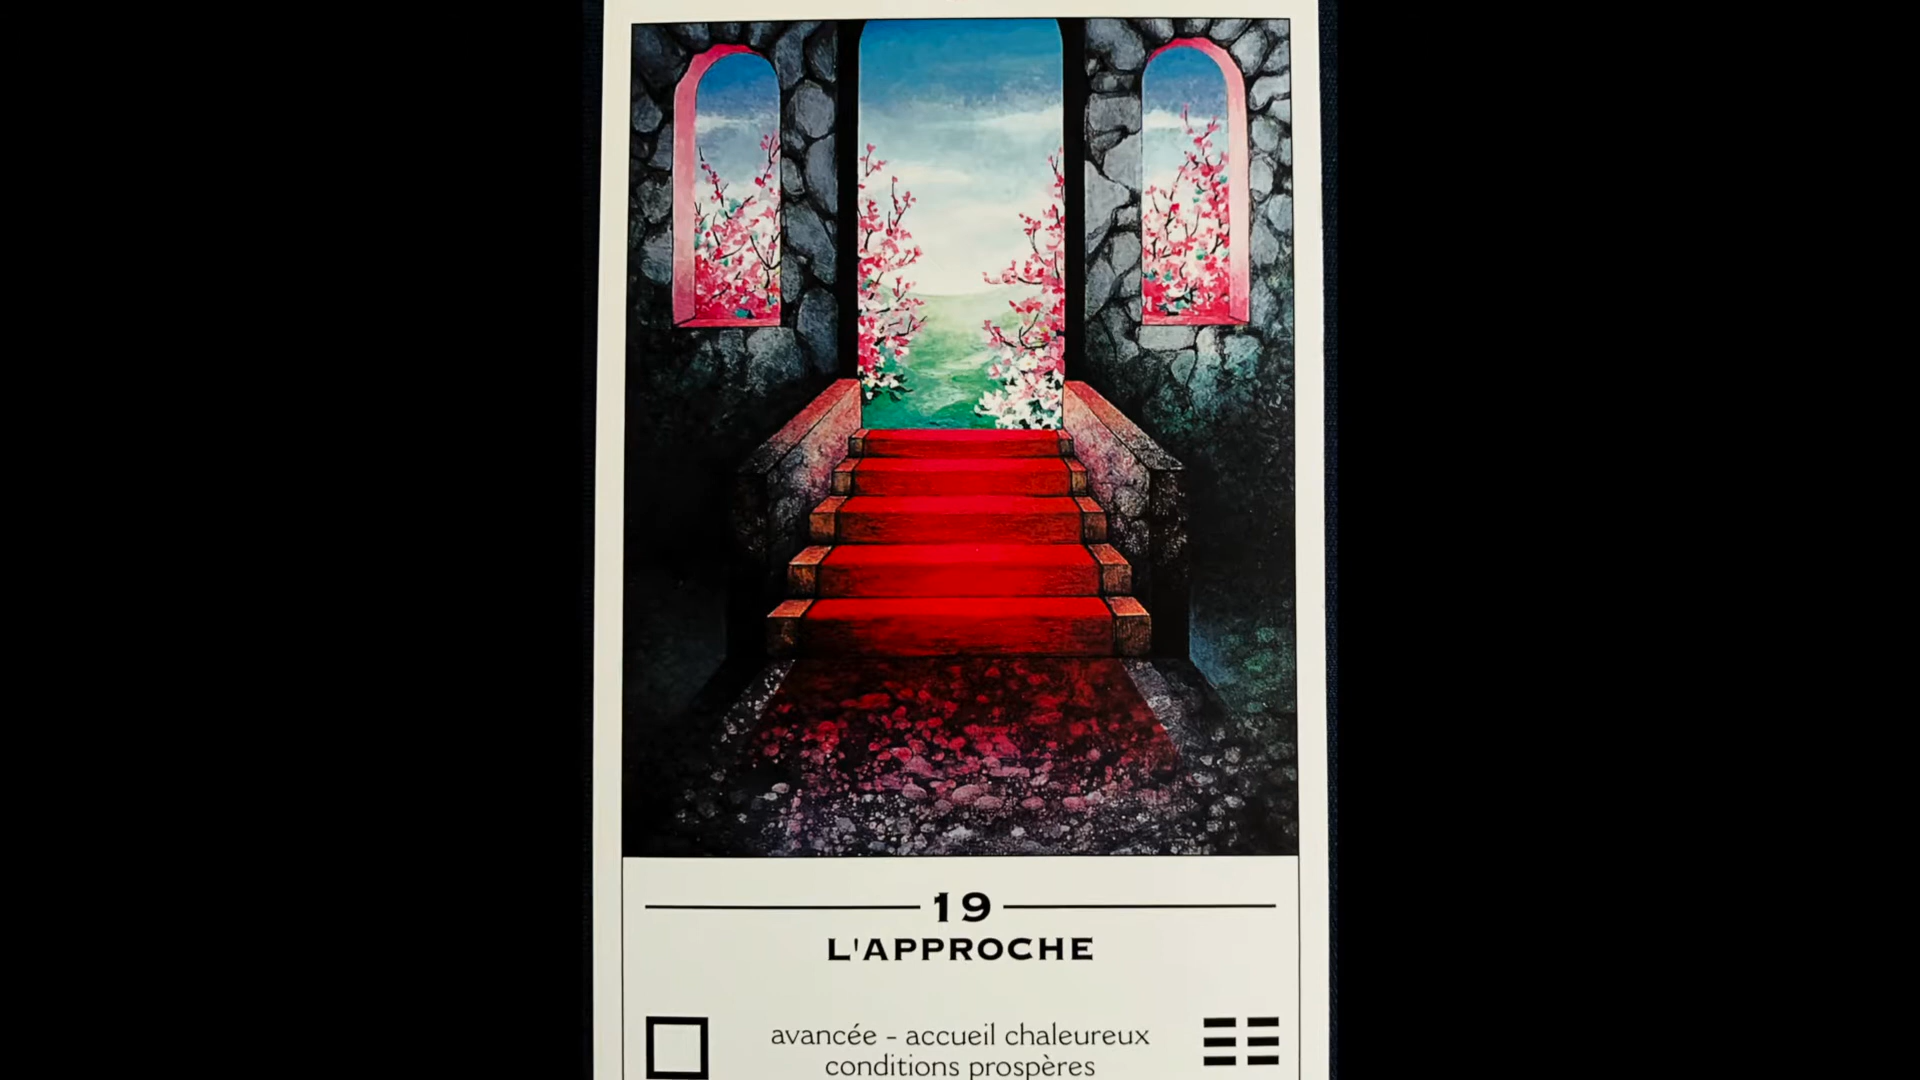 19
L'APPROCHE
avancée - accueil chaleureux
conditions prospères